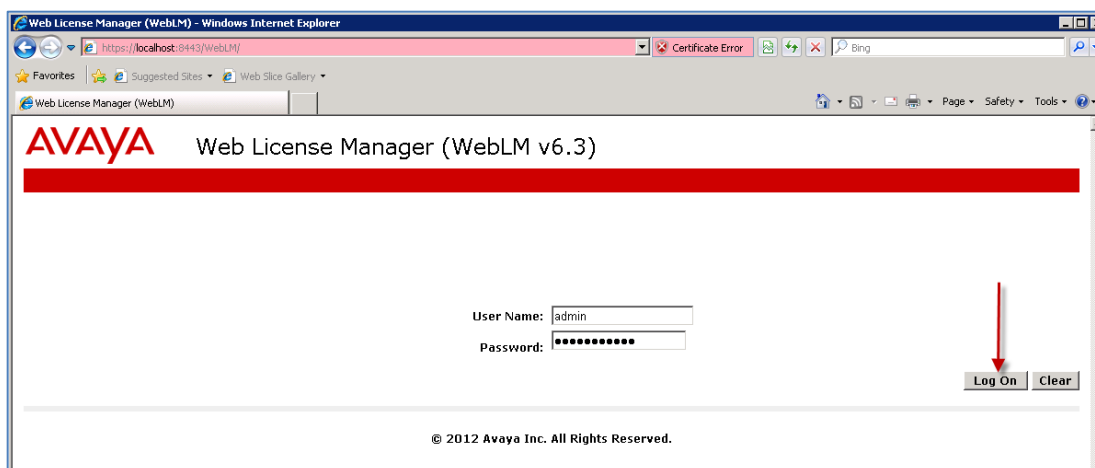 Web License Manager (WebLM) - Windows Internet Explorer
https://localhost:8443/WebLM/
Certificate Error
Bing
Favorites
Suggested Sites
Web Slice Gallery
Web License Manager (WebLM)
Page
Safety
Tools
AVAYA
Web License Manager (WebLM v6.3)
User Name: admin
Password: •••••••••••
Log On Clear
© 2012 Avaya Inc. All Rights Reserved.